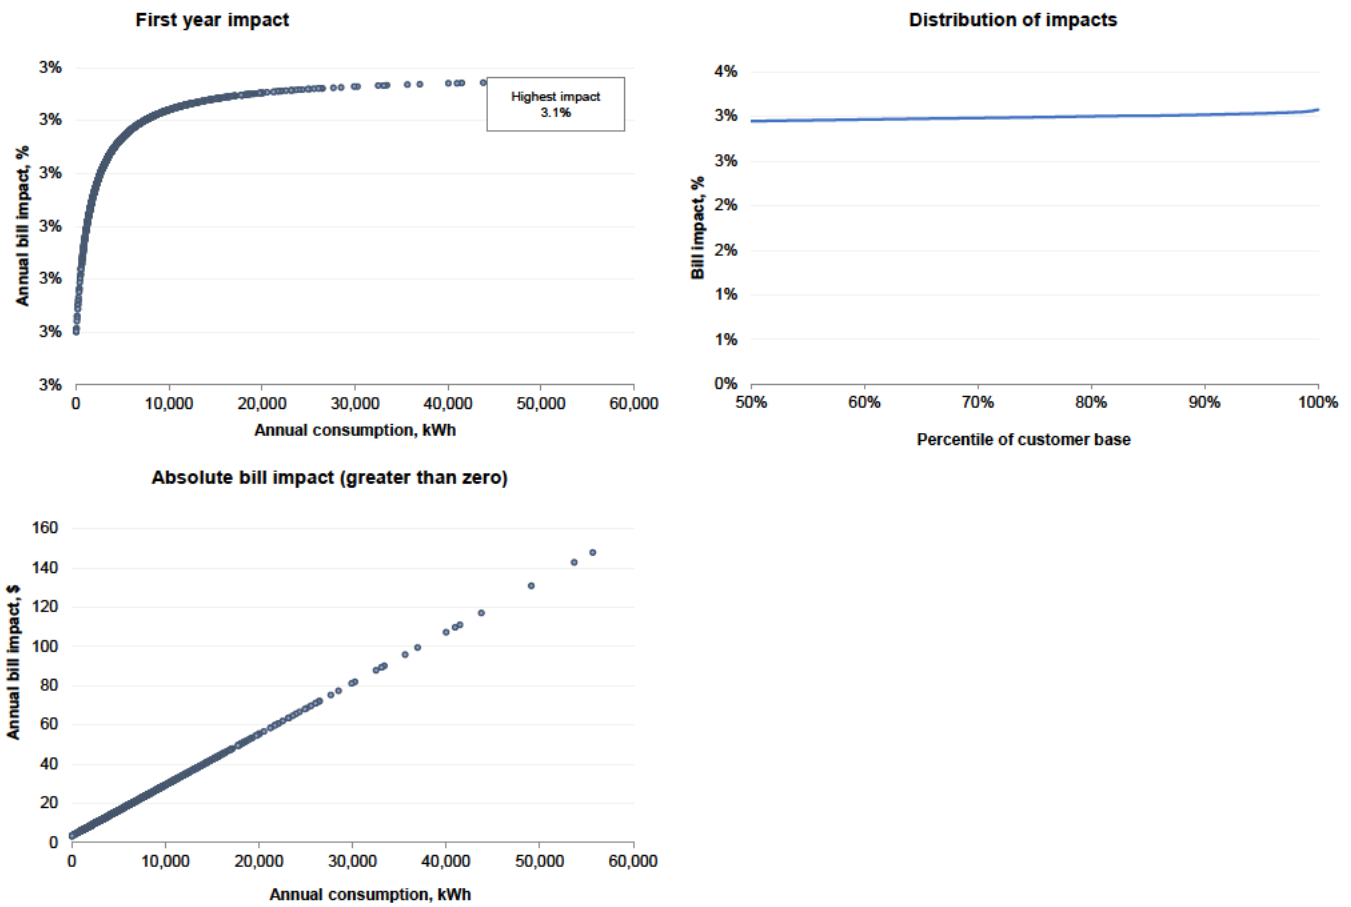 First year impact
3%
3%
3%
3%
3%
3%
3%
Annual bill impact, %
Highest impact
3.1%
0 10,000 20,000 30,000 40,000 50,000 60,000
Annual consumption, kWh
Distribution of impacts
4%
3%
3%
2%
2%
1%
1%
0%
Bill impact, %
50% 60% 70% 80% 90% 100%
Percentile of customer base
Absolute bill impact (greater than zero)
160
140
120
100
80
60
40
20
0
Annual bill impact, $
0 10,000 20,000 30,000 40,000 50,000 60,000
Annual consumption, kWh